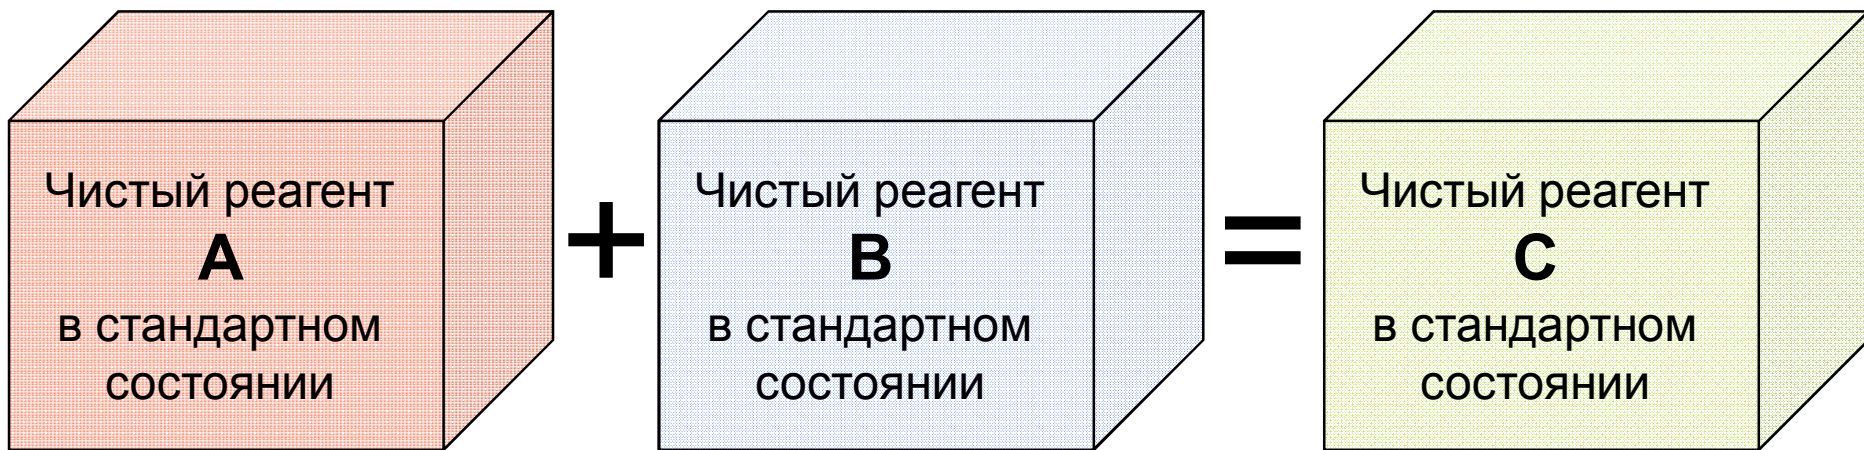 Чистый реагент
A
в стандартном
состоянии
+
Чистый реагент
B
в стандартном
состоянии
=
Чистый реагент
C
в стандартном
состоянии